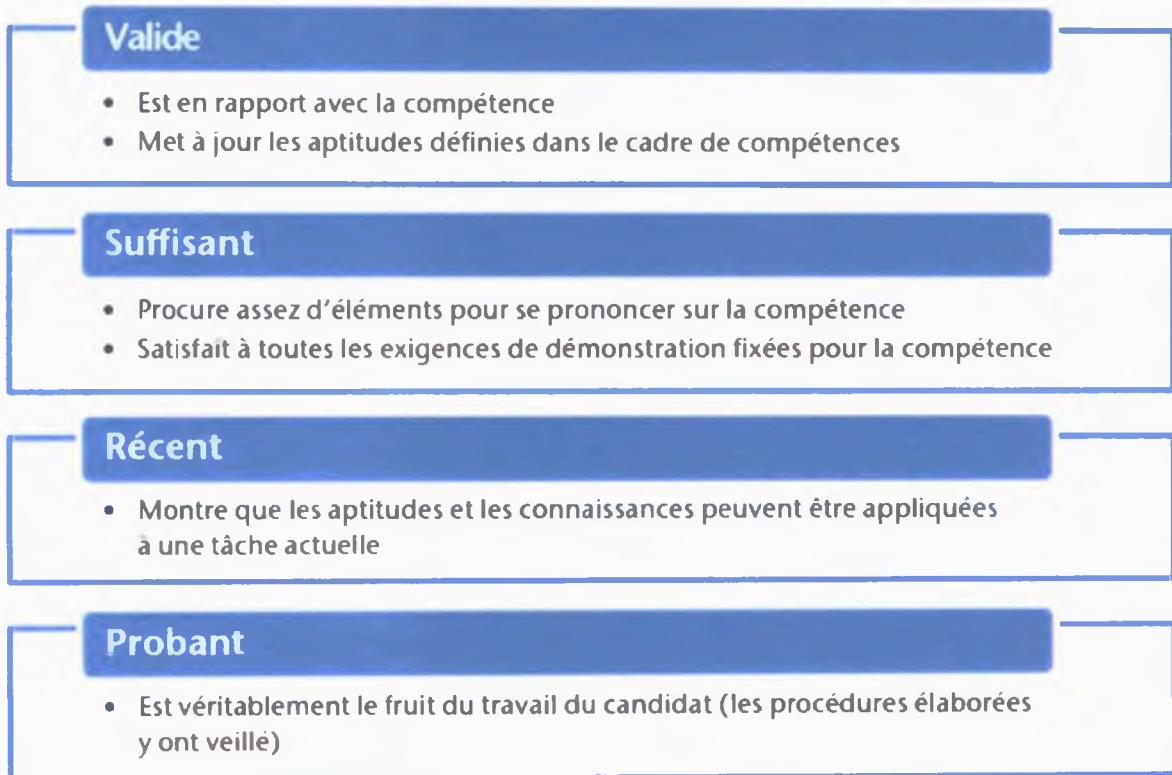 Valide
• Est en rapport avec la compétence
• Met à jour les aptitudes définies dans le cadre de compétences
Suffisant
• Procure assez d'éléments pour se prononcer sur la compétence
• Satisfait à toutes les exigences de démonstration fixées pour la compétence
Récent
• Montre que les aptitudes et les connaissances peuvent être appliquées
à une tâche actuelle
Probant
• Est véritablement le fruit du travail du candidat (les procédures élaborées
y ont veillé)